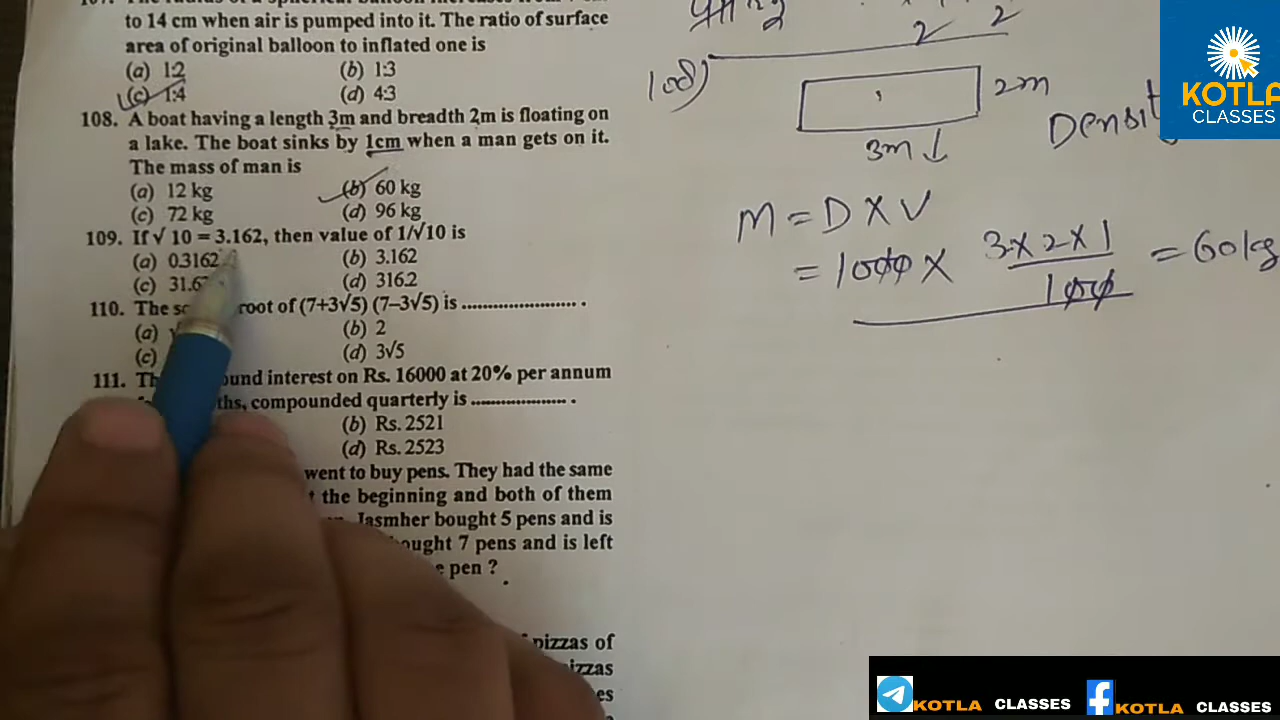 to 14 cm when air is pumped into it. The ratio of surface
area of original balloon to inflated one is
(a) 1:2 (b) 1:3
(c) 1:4 (d) 4:3
108. A boat having a length 3m and breadth 2m is floating on
a lake. The boat sinks by 1cm when a man gets on it.
The mass of man is
(a) 12 kg (b) 60 kg
(c) 72 kg (d) 96 kg
109. If √ 10 = 3.162, then value of 1/√10 is
(a) 0.3162 (b) 3.162
(c) (d) 316.2
110. The root of (7+3√5) (7–3√5) is ...................... .
(a) (b) 2
(c) (d) 3√5
111. interest on Rs. 16000 at 20% per annum
compounded quarterly is ................... .
(b) Rs. 2521
(d) Rs. 2523
went to buy pens. They had the same
the beginning and both of them
Jasmher bought 5 pens and is
bought 7 pens and is left
pen ?
pizzas of
2 2
108)
2m
3m
Densit
M = D X V
= 1000 X 3 x 2 x 1 / 100 = 60 kg
KOTLA
CLASSES
KOTLA CLASSES
KOTLA CLASSES